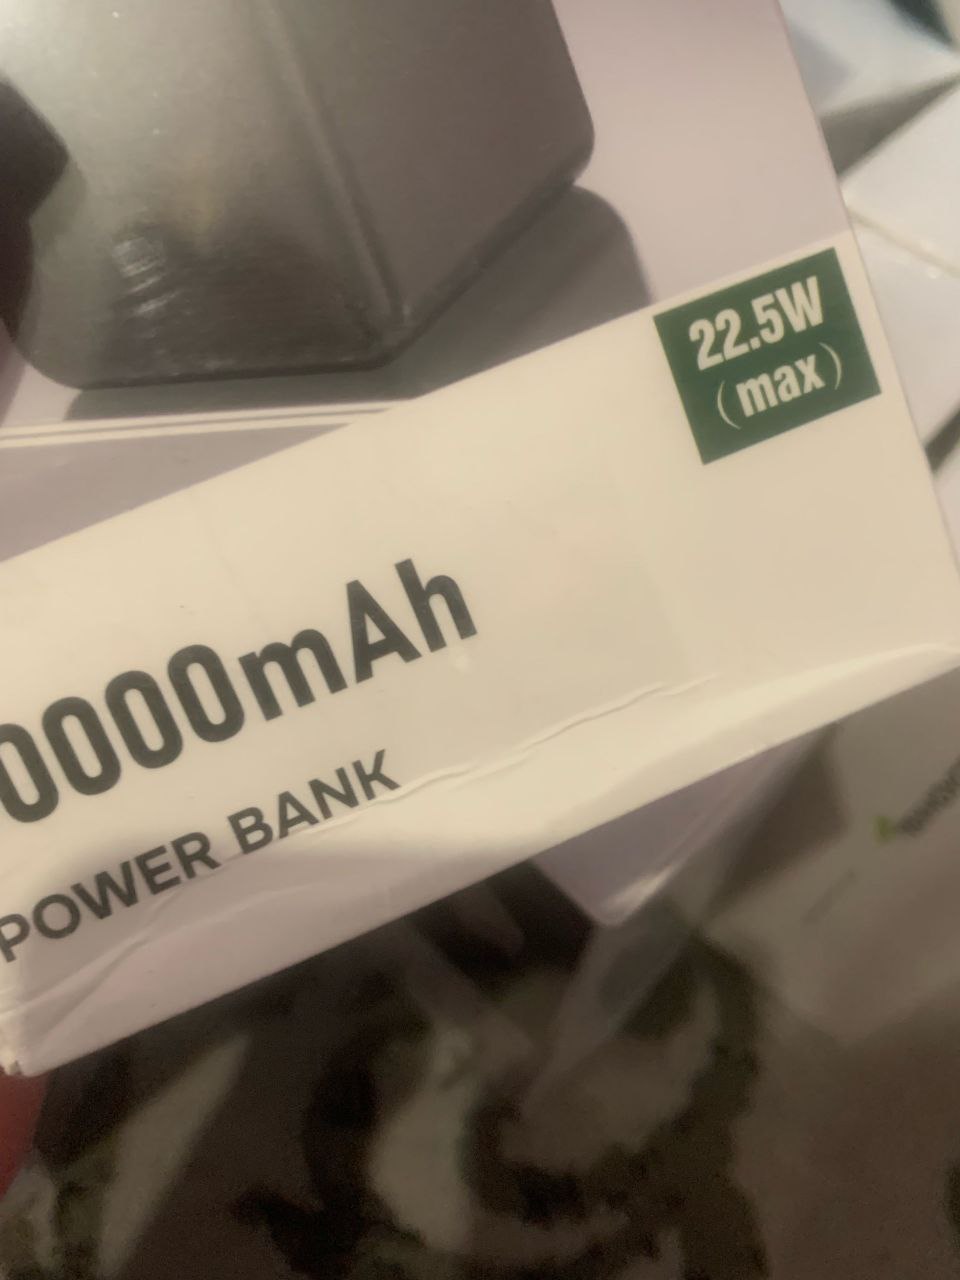 22.5W
(max)
0000mAh
POWER BANK